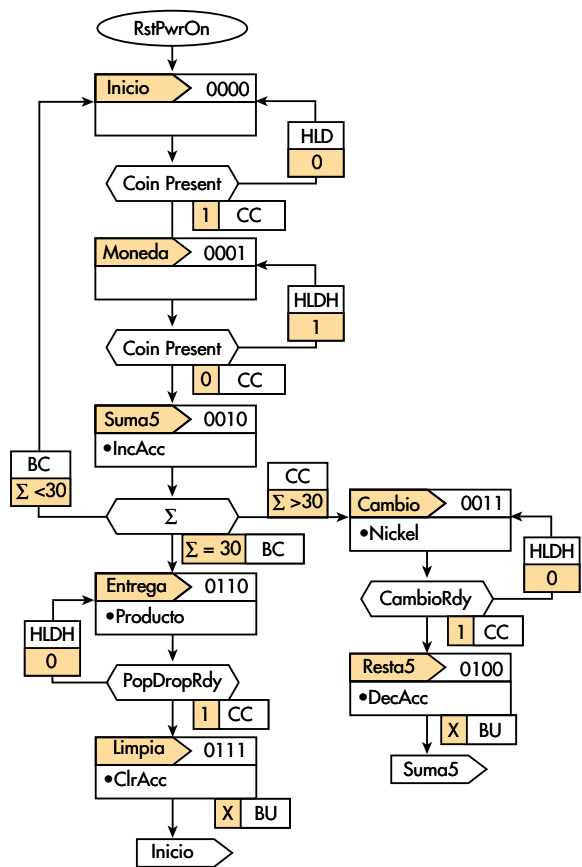 RstPwrOn
Inicio 0000
HLD
0
Coin Present
1 CC
Moneda 0001
HLDH
1
Coin Present
0 CC
Suma5 0010
•IncAcc
BC
Σ <30
Σ
CC
Σ >30
Σ = 30 BC
Cambio 0011
•Nickel
HLDH
0
CambioRdy
1 CC
Resta5 0100
•DecAcc
X BU
Suma5
Entrega 0110
•Producto
HLDH
0
PopDropRdy
1 CC
Limpia 0111
•ClrAcc
X BU
Inicio